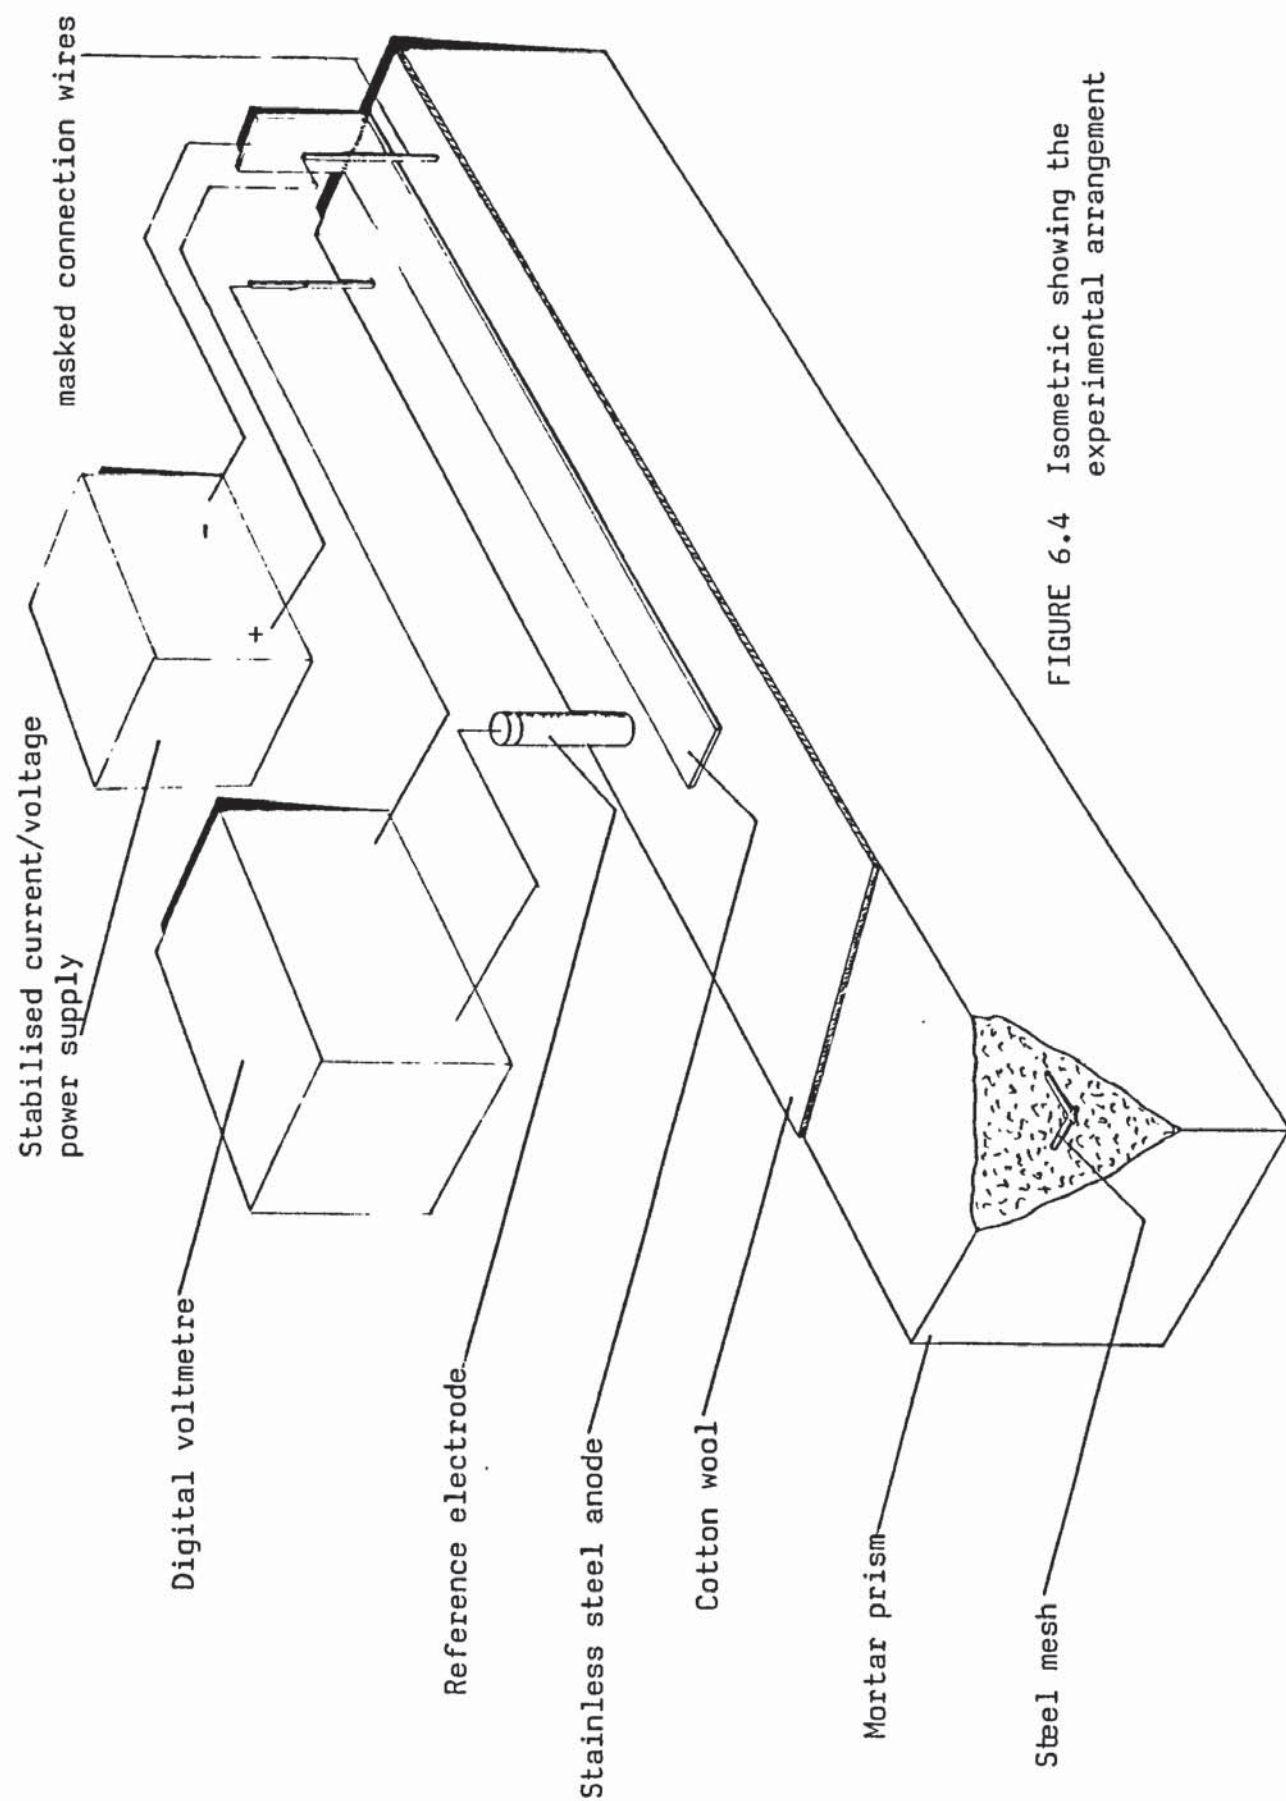 Stabilised current/voltage
power supply
masked connection wires
-
+
Digital voltmetre
Reference electrode
Stainless steel anode
Cotton wool
Mortar prism
Steel mesh
FIGURE 6.4 Isometric showing the
experimental arrangement